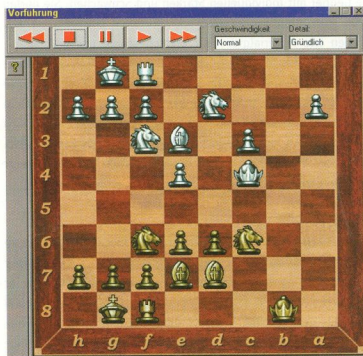 Vorführung
Geschwindigkeit
Detail:
Normal
Gründlich
?
1
2
3
4
5
6
7
8
h g f e d c b a